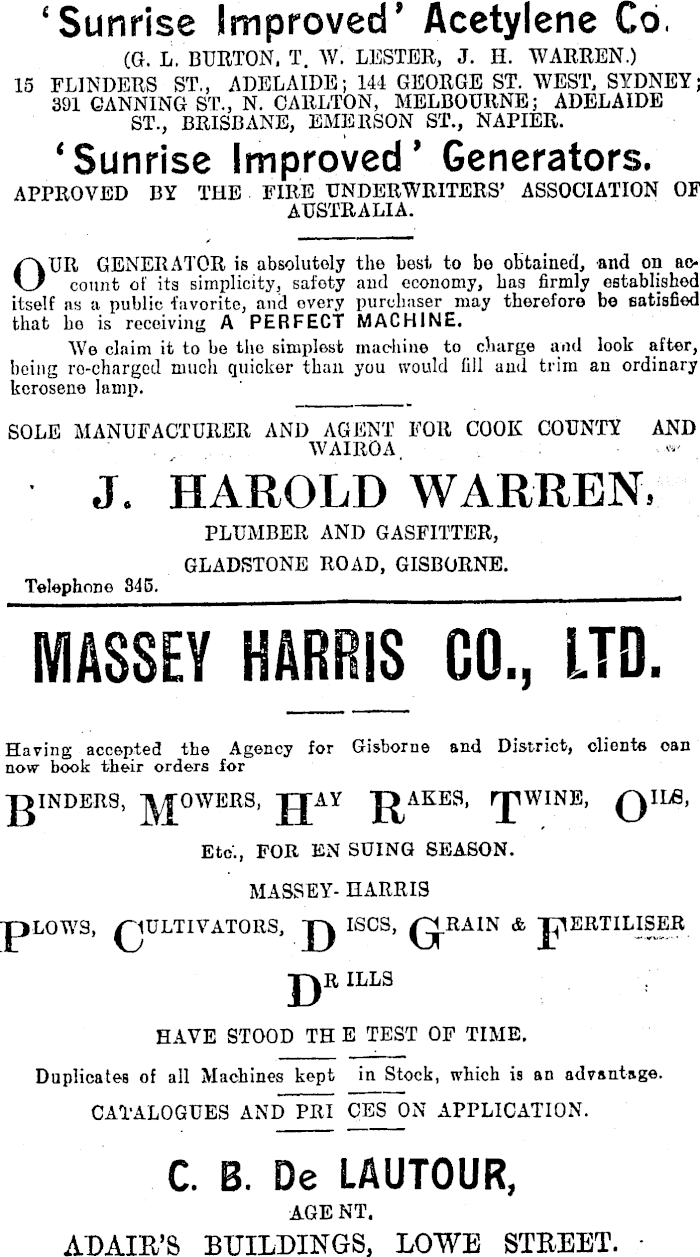 'Sunrise Improved' Acetylene Co.
(G. L. BURTON, T. W. LESTER, J. H. WARREN.)
15 FLINDERS ST., ADELAIDE; 144 GEORGE ST. WEST, SYDNEY;
391 CANNING ST., N. CARLTON, MELBOURNE; ADELAIDE
ST., BRISBANE, EMERSON ST., NAPIER.
'Sunrise Improved' Generators.
APPROVED BY THE FIRE UNDERWRITERS' ASSOCIATION OF
AUSTRALIA.
OUR GENERATOR is absolutely the best to be obtained, and on ac-
count of its simplicity, safety and economy, has firmly established
itself as a public favorite, and every purchaser may therefore be satisfied
that he is receiving A PERFECT MACHINE.
We claim it to be the simplest machine to charge and look after,
being re-charged much quicker than you would fill and trim an ordinary
kerosene lamp.
SOLE MANUFACTURER AND AGENT FOR COOK COUNTY AND
WAIROA
J. HAROLD WARREN,
PLUMBER AND GASFITTER,
GLADSTONE ROAD, GISBORNE.
Telephone 345.
MASSEY HARRIS CO., LTD.
Having accepted the Agency for Gisborne and District, clients can
now book their orders for
BINDERS, MOWERS, HAY RAKES, TWINE, OILS,
Etc., FOR ENSUING SEASON.
MASSEY-HARRIS
PLOWS, CULTIVATORS, DISCS, GRAIN & FERTILISER
DRILLS
HAVE STOOD THE TEST OF TIME.
Duplicates of all Machines kept in Stock, which is an advantage.
CATALOGUES AND PRICES ON APPLICATION.
C. B. De LAUTOUR,
AGENT.
ADAIR'S BUILDINGS, LOWE STREET.